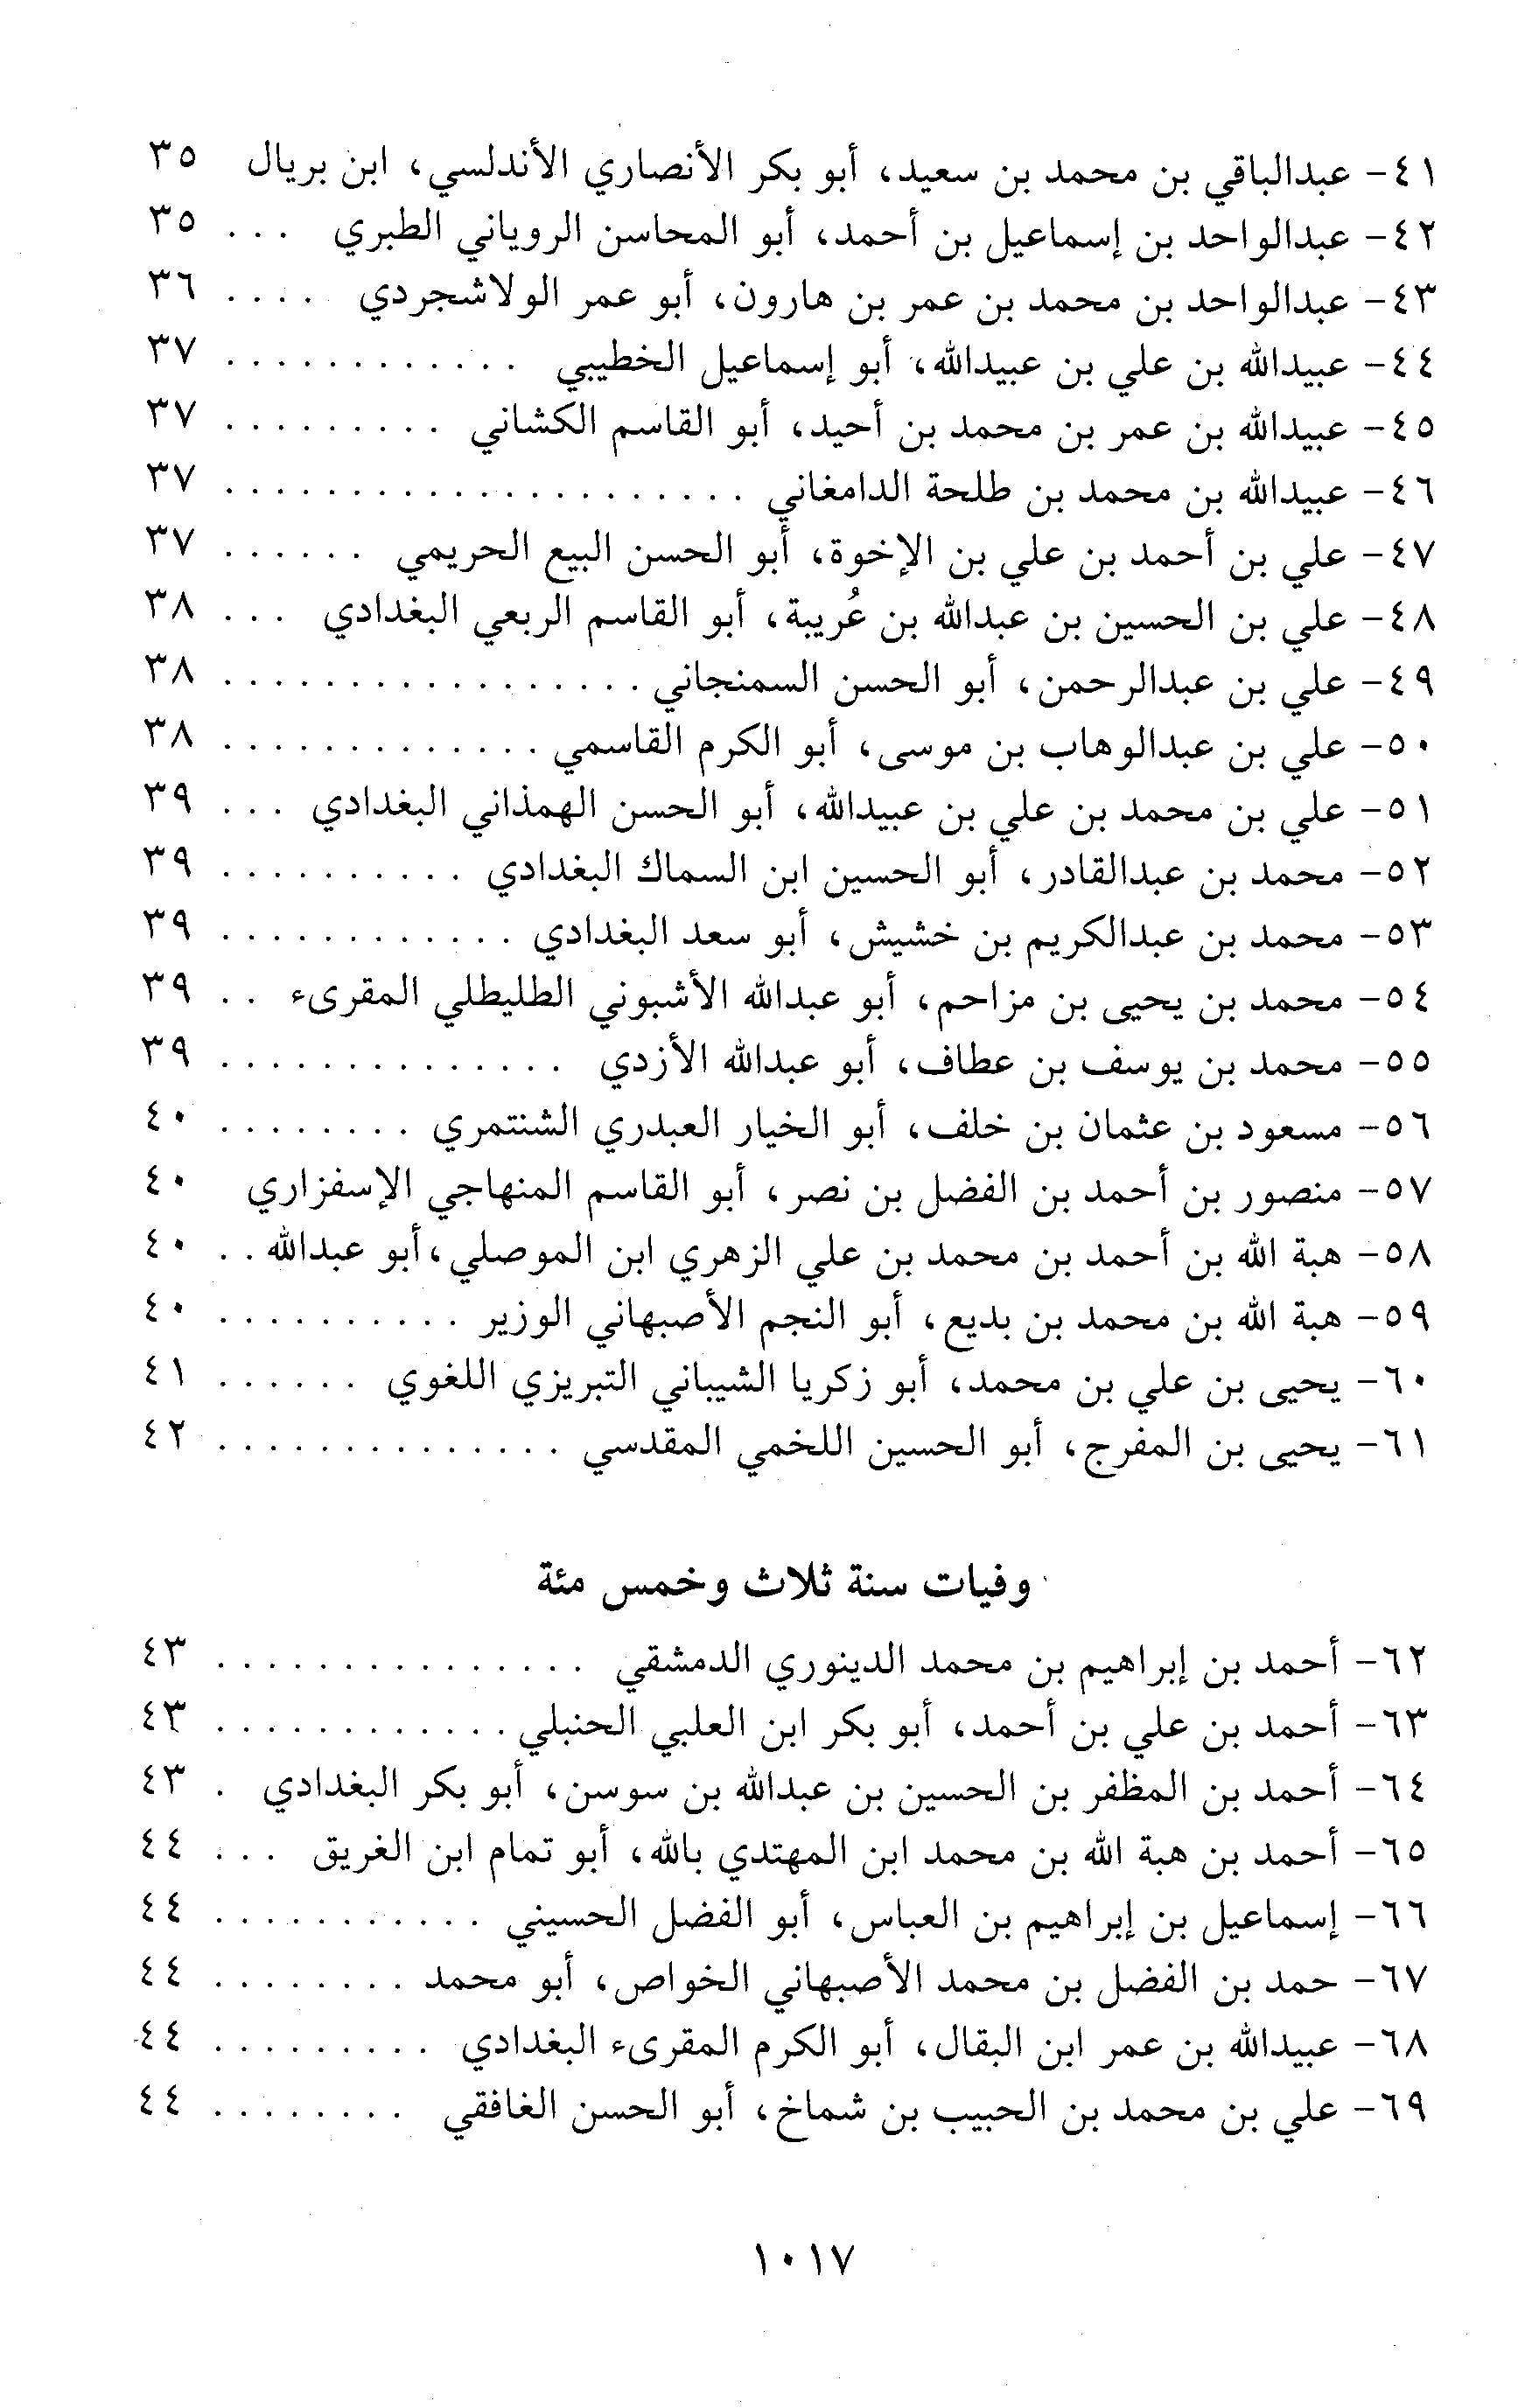 ٤١- عبدالباقي بن محمد بن سعيد، أبو بكر الأنصاري الأندلسي، ابن بريال ٣٥
٤٢- عبدالواحد بن إسماعيل بن أحمد، أبو المحاسن الروياني الطبري . . . ٣٥
٤٣- عبدالواحد بن محمد بن عمر بن هارون، أبو عمر الولاشجردي . . . . ٣٦
٤٤- عبيدالله بن علي بن عبيدالله، أبو إسماعيل الخطيبي . . . . . . . . . . . . ٣٧
٤٥- عبيدالله بن عمر بن محمد بن أحيد، أبو القاسم الكشاني . . . . . . . . . ٣٧
٤٦- عبيدالله بن محمد بن طلحة الدامغاني . . . . . . . . . . . . . . . . . . . . . ٣٧
٤٧- علي بن أحمد بن علي بن الإخوة، أبو الحسن البيع الحريمي . . . . . . ٣٧
٤٨- علي بن الحسين بن عبدالله بن عُريبة، أبو القاسم الربعي البغدادي . . . ٣٨
٤٩- علي بن عبدالرحمن، أبو الحسن السمنجاني . . . . . . . . . . . . . . . . . ٣٨
٥٠- علي بن عبدالوهاب بن موسى، أبو الكرم القاسمي . . . . . . . . . . . . . ٣٨
٥١- علي بن محمد بن علي بن عبيدالله، أبو الحسن الهمذاني البغدادي . . . ٣٩
٥٢- محمد بن عبدالقادر، أبو الحسين ابن السماك البغدادي . . . . . . . . . . ٣٩
٥٣- محمد بن عبدالكريم بن خشيش، أبو سعد البغدادي . . . . . . . . . . . . ٣٩
٥٤- محمد بن يحيى بن مزاحم، أبو عبدالله الأشبوني الطليطلي المقرىء . . ٣٩
٥٥- محمد بن يوسف بن عطاف، أبو عبدالله الأزدي . . . . . . . . . . . . . . ٣٩
٥٦- مسعود بن عثمان بن خلف، أبو الخيار العبدري الشنتمري . . . . . . . . ٤٠
٥٧- منصور بن أحمد بن الفضل بن نصر، أبو القاسم المنهاجي الإسفزاري ٤٠
٥٨- هبة الله بن أحمد بن محمد بن علي الزهري ابن الموصلي، أبو عبدالله . . ٤٠
٥٩- هبة الله بن محمد بن بديع، أبو النجم الأصبهاني الوزير . . . . . . . . . . ٤٠
٦٠- يحيى بن علي بن محمد، أبو زكريا الشيباني التبريزي اللغوي . . . . . . ٤١
٦١- يحيى بن المفرج، أبو الحسين اللخمي المقدسي . . . . . . . . . . . . . . ٤٢
وفيات سنة ثلاث وخمس مئة
٦٢- أحمد بن إبراهيم بن محمد الدينوري الدمشقي . . . . . . . . . . . . . . . ٤٣
٦٣- أحمد بن علي بن أحمد، أبو بكر ابن العلبي الحنبلي . . . . . . . . . . . . ٤٣
٦٤- أحمد بن المظفر بن الحسين بن عبدالله بن سوسن، أبو بكر البغدادي . ٤٣
٦٥- أحمد بن هبة الله بن محمد ابن المهتدي بالله، أبو تمام ابن الغريق . . . ٤٤
٦٦- إسماعيل بن إبراهيم بن العباس، أبو الفضل الحسيني . . . . . . . . . . . ٤٤
٦٧- حمد بن الفضل بن محمد الأصبهاني الخواص، أبو محمد . . . . . . . . ٤٤
٦٨- عبيدالله بن عمر ابن البقال، أبو الكرم المقرىء البغدادي . . . . . . . . . ٤٤
٦٩- علي بن محمد بن الحبيب بن شماخ، أبو الحسن الغافقي . . . . . . . . ٤٤
١٠١٧